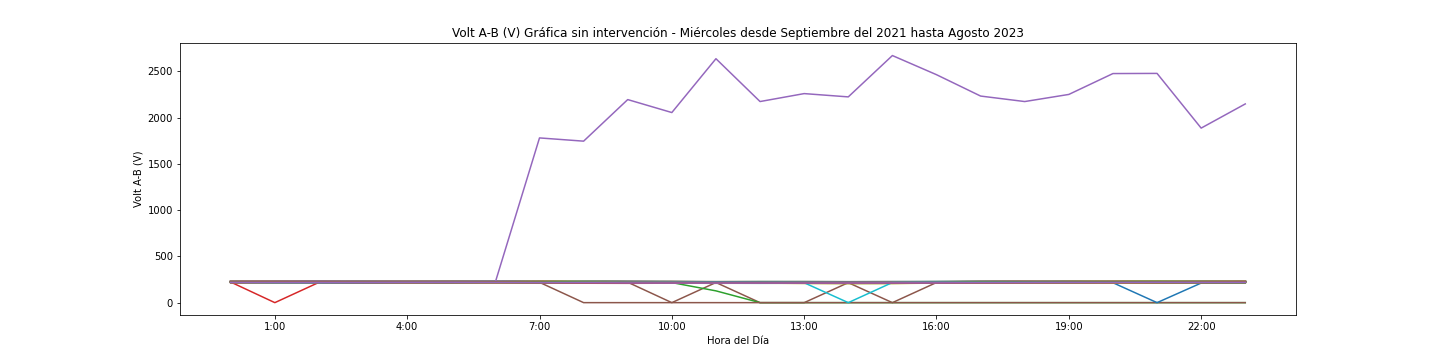 Volt A-B (V) Gráfica sin intervención - Miércoles desde Septiembre del 2021 hasta Agosto 2023
2500
2000
1500
1000
500
0
Volt A-B (V)
1:00 4:00 7:00 10:00 13:00 16:00 19:00 22:00
Hora del Día